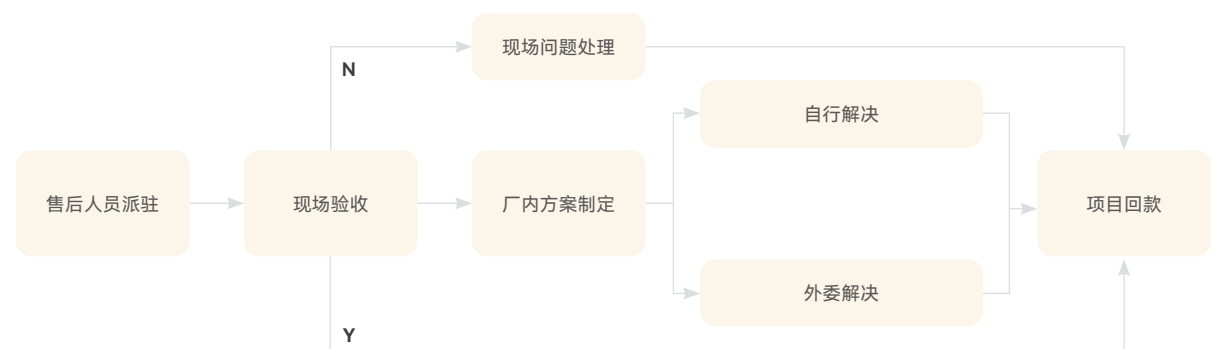 现场问题处理
N
自行解决
售后人员派驻
现场验收
厂内方案制定
项目回款
外委解决
Y